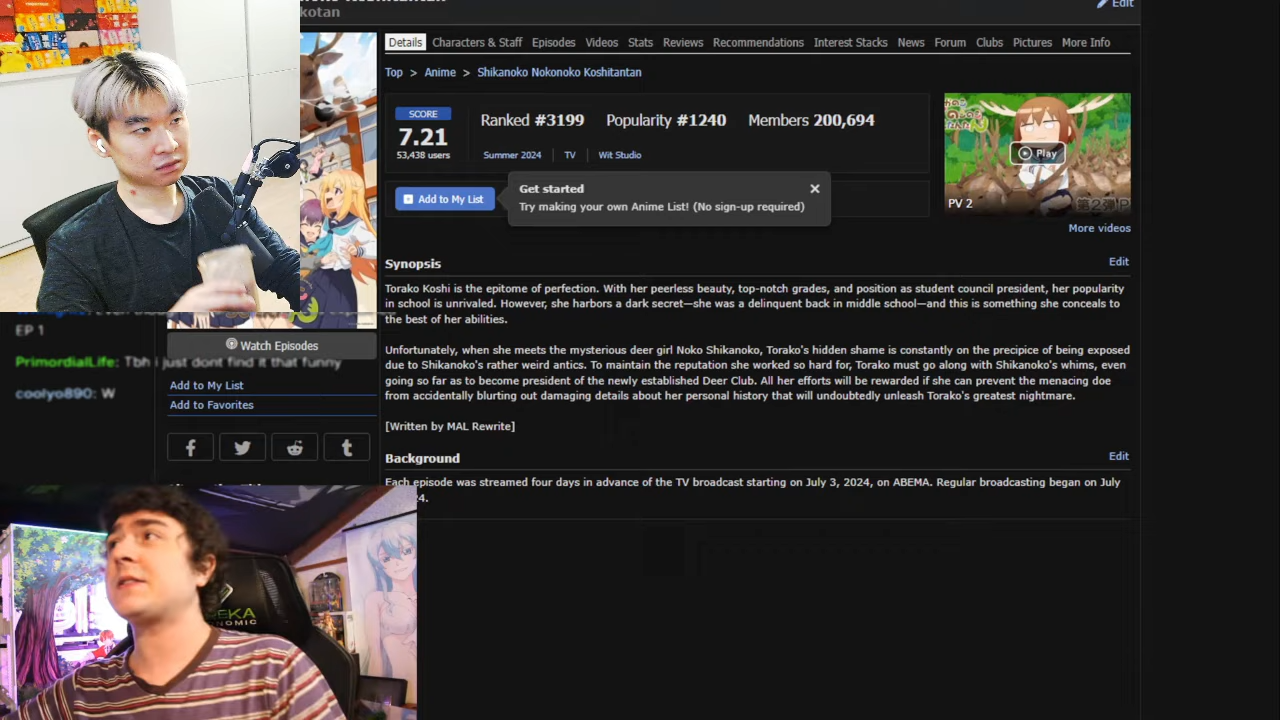 kotan
Edit
Details Characters & Staff Episodes Videos Stats Reviews Recommendations Interest Stacks News Forum Clubs Pictures More Info
Top > Anime > Shikanoko Nokonoko Koshitantan
SCORE
7.21
53,438 users
Ranked #3199 Popularity #1240 Members 200,694
Summer 2024 TV Wit Studio
Add to My List
Get started
Try making your own Anime List! (No sign-up required)
Play
PV 2
More videos
Synopsis
Edit
Torako Koshi is the epitome of perfection. With her peerless beauty, top-notch grades, and position as student council president, her popularity
in school is unrivaled. However, she harbors a dark secret—she was a delinquent back in middle school—and this is something she conceals to
the best of her abilities.
Unfortunately, when she meets the mysterious deer girl Noko Shikanoko, Torako's hidden shame is constantly on the precipice of being exposed
due to Shikanoko's rather weird antics. To maintain the reputation she worked so hard for, Torako must go along with Shikanoko's whims, even
going so far as to become president of the newly established Deer Club. All her efforts will be rewarded if she can prevent the menacing doe
from accidentally blurting out damaging details about her personal history that will undoubtedly unleash Torako's greatest nightmare.
[Written by MAL Rewrite]
Background
Edit
Each episode was streamed four days in advance of the TV broadcast starting on July 3, 2024, on ABEMA. Regular broadcasting began on July
24.
EP 1
PrimordialLife: Tbh i just dont find it that funny
coolyo890: W
Watch Episodes
Add to My List
Add to Favorites